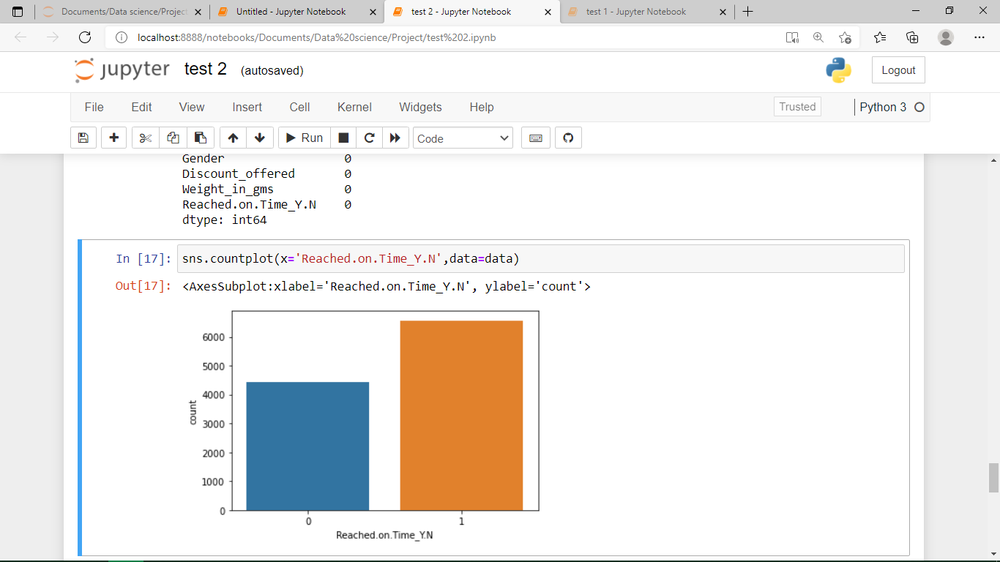 Documents/Data science/Project
Untitled - Jupyter Notebook
test 2 - Jupyter Notebook
test 1 - Jupyter Notebook
localhost:8888/notebooks/Documents/Data%20science/Project/test%202.ipynb
jupyter test 2 (autosaved)
Logout
File Edit View Insert Cell Kernel Widgets Help
Trusted
Python 3
Run
Code
Gender 0
Discount_offered 0
Weight_in_gms 0
Reached.on.Time_Y.N 0
dtype: int64
In [17]: sns.countplot(x='Reached.on.Time_Y.N',data=data)
Out[17]: <AxesSubplot:xlabel='Reached.on.Time_Y.N', ylabel='count'>
6000
5000
4000
3000
2000
1000
0
count
0 1
Reached.on.Time_Y.N